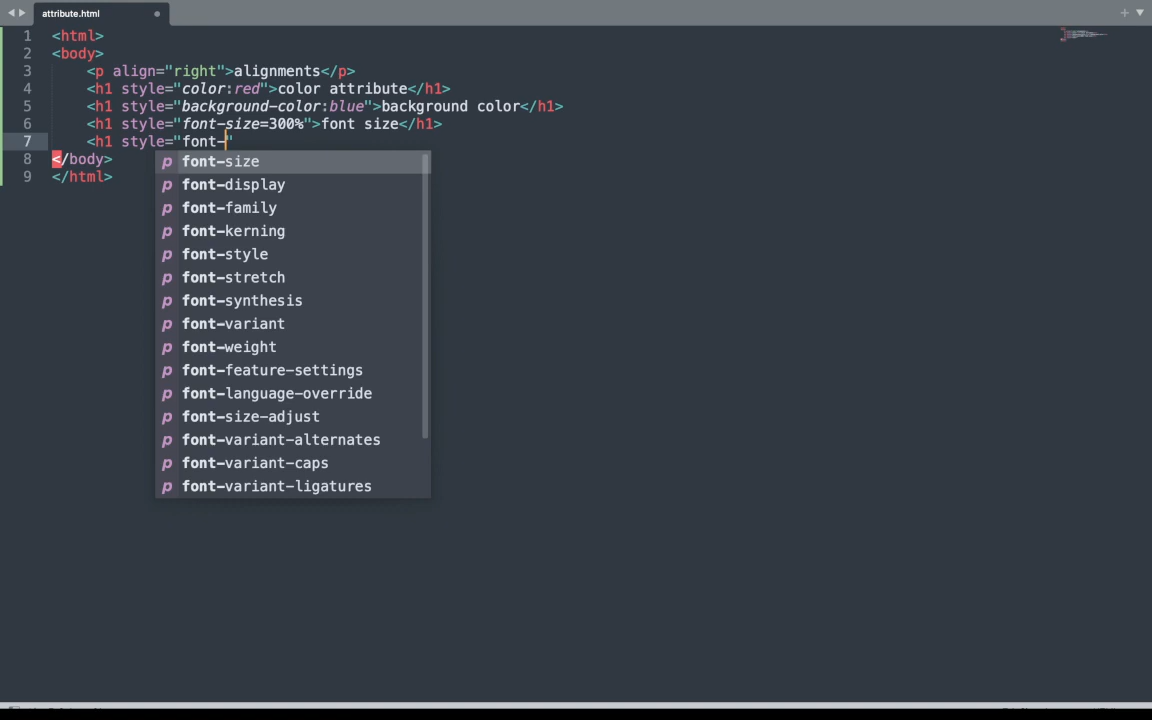 attribute.html
1 <html>
2 <body>
3 <p align="right">alignments</p>
4 <h1 style="color:red">color attribute</h1>
5 <h1 style="background-color:blue">background color</h1>
6 <h1 style="font-size=300%">font size</h1>
7 <h1 style="font-"
8 </body>
9 </html>
p font-size
p font-display
p font-family
p font-kerning
p font-style
p font-stretch
p font-synthesis
p font-variant
p font-weight
p font-feature-settings
p font-language-override
p font-size-adjust
p font-variant-alternates
p font-variant-caps
p font-variant-ligatures